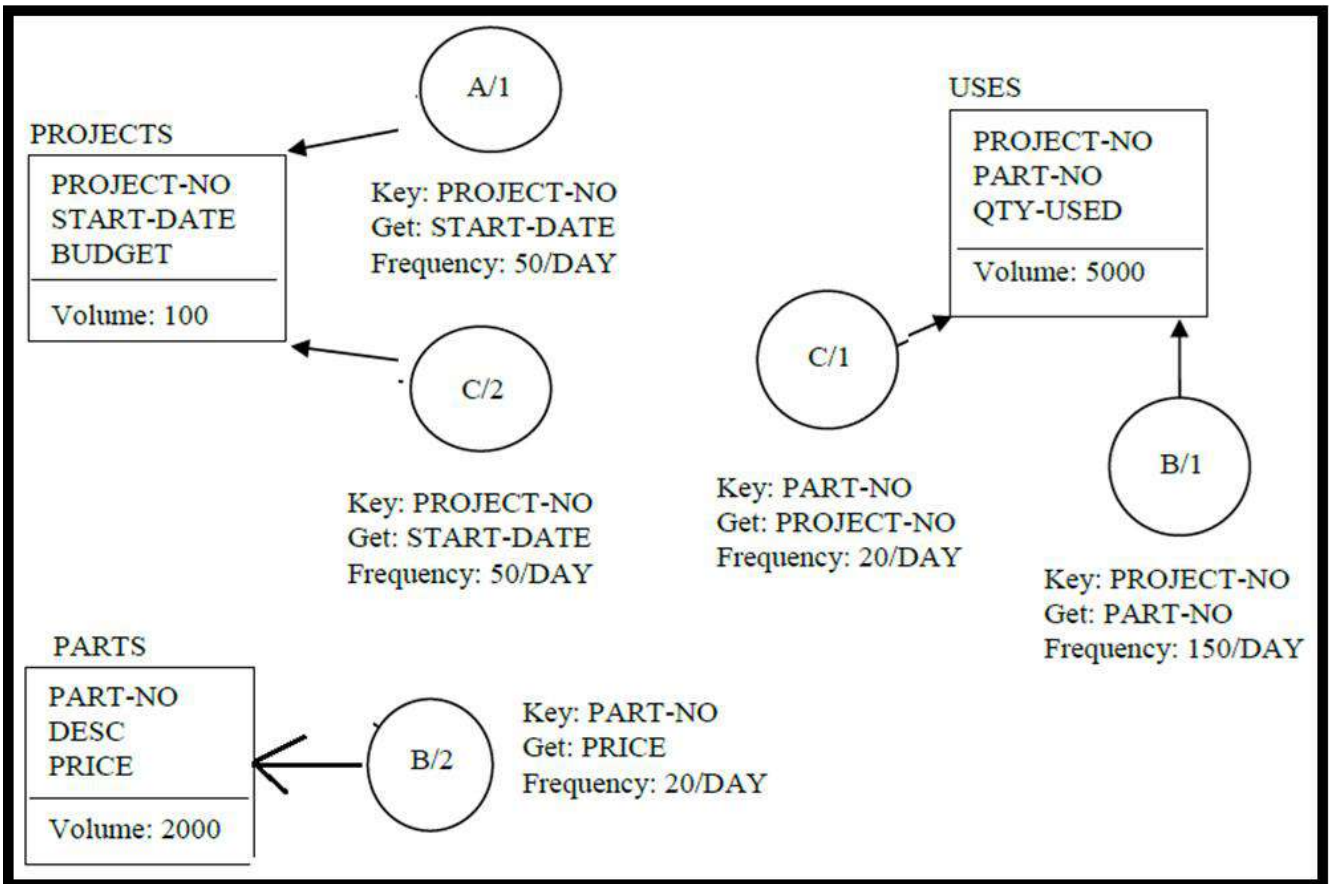 A/1
PROJECTS
PROJECT-NO
START-DATE
BUDGET
Volume: 100
Key: PROJECT-NO
Get: START-DATE
Frequency: 50/DAY
C/2
Key: PROJECT-NO
Get: START-DATE
Frequency: 50/DAY
USES
PROJECT-NO
PART-NO
QTY-USED
Volume: 5000
C/1
Key: PART-NO
Get: PROJECT-NO
Frequency: 20/DAY
B/1
Key: PROJECT-NO
Get: PART-NO
Frequency: 150/DAY
PARTS
PART-NO
DESC
PRICE
Volume: 2000
B/2
Key: PART-NO
Get: PRICE
Frequency: 20/DAY